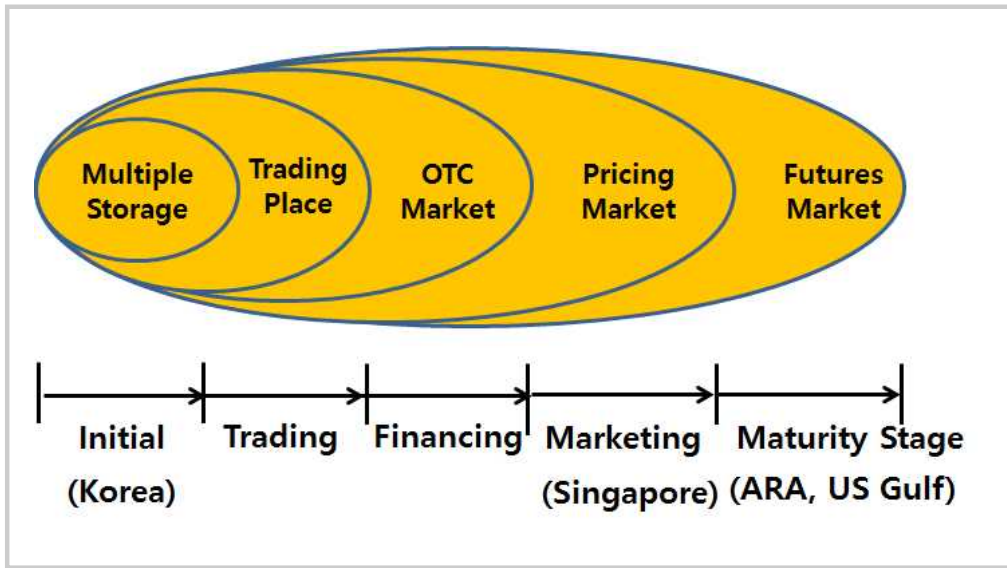 Multiple
Storage
Trading
Place
OTC
Market
Pricing
Market
Futures
Market
Initial
(Korea)
Trading
Financing
Marketing
(Singapore)
Maturity Stage
(ARA, US Gulf)